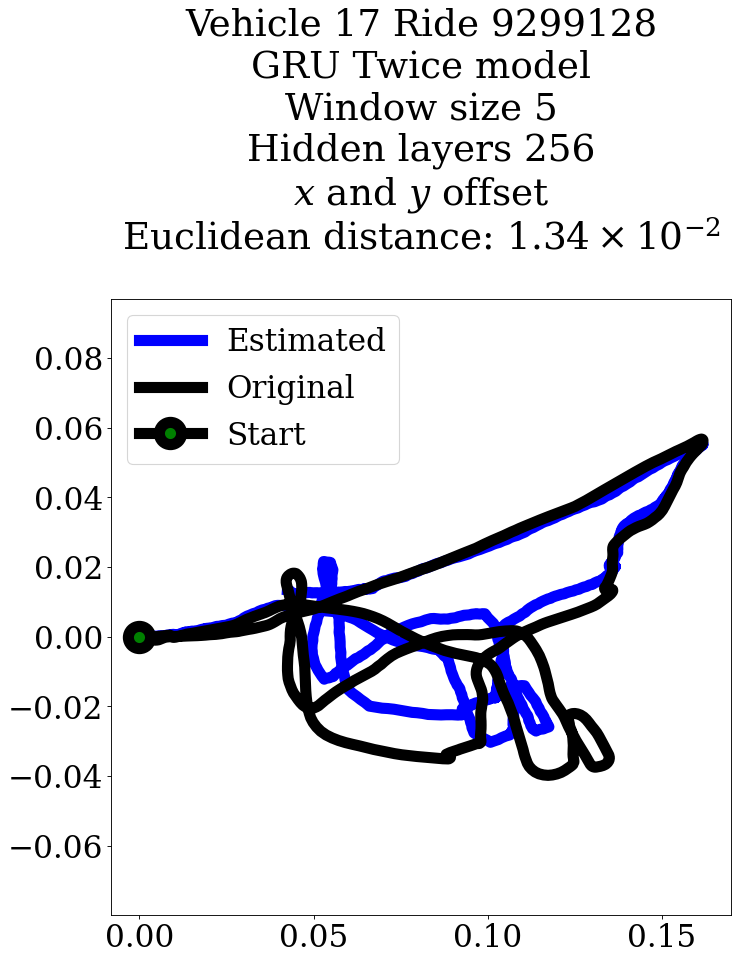 Vehicle 17 Ride 9299128
GRU Twice model
Window size 5
Hidden layers 256
x and y offset
Euclidean distance: 1.34 × 10⁻²
Estimated
Original
Start
0.08
0.06
0.04
0.02
0.00
−0.02
−0.04
−0.06
0.00 0.05 0.10 0.15